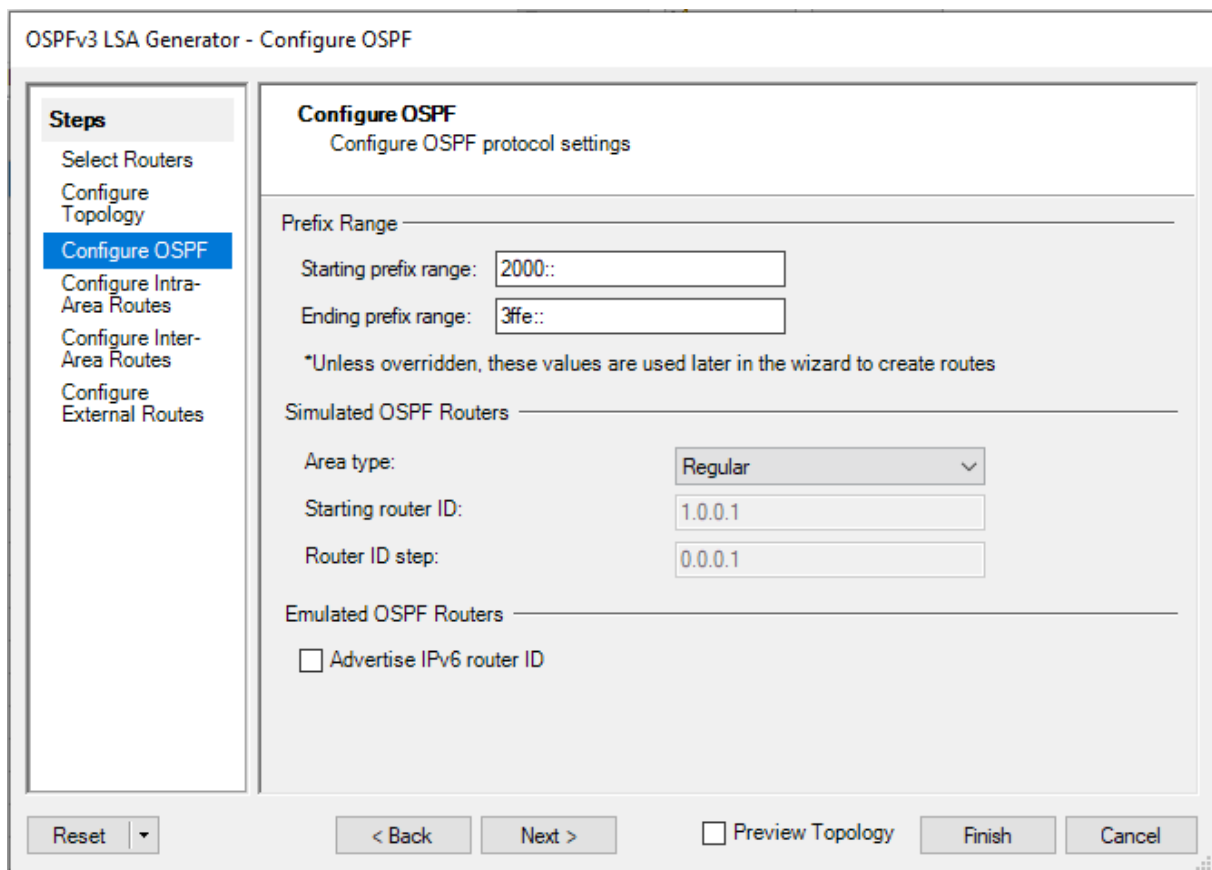 OSPFv3 LSA Generator - Configure OSPF
Steps
Select Routers
Configure
Topology
Configure OSPF
Configure Intra-
Area Routes
Configure Inter-
Area Routes
Configure
External Routes
Configure OSPF
Configure OSPF protocol settings
Prefix Range
Starting prefix range: 2000::
Ending prefix range: 3ffe::
*Unless overridden, these values are used later in the wizard to create routes
Simulated OSPF Routers
Area type: Regular
Starting router ID: 1.0.0.1
Router ID step: 0.0.0.1
Emulated OSPF Routers
Advertise IPv6 router ID
Reset < Back Next > Preview Topology Finish Cancel